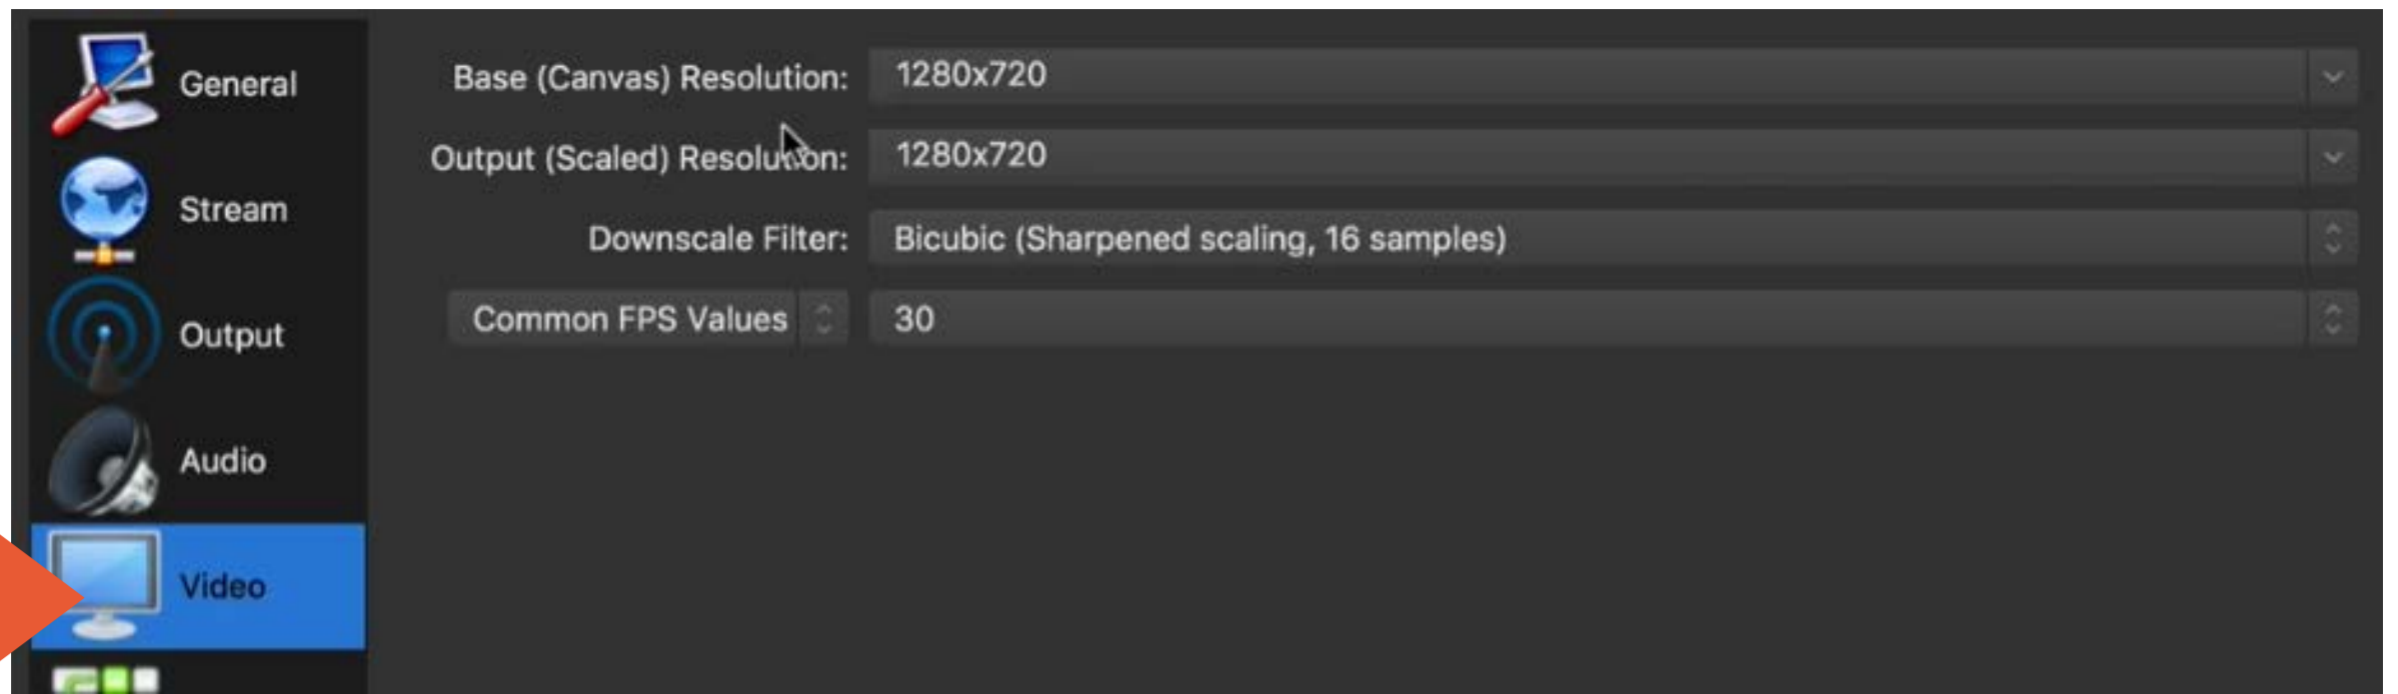 General
Stream
Output
Audio
Video
Base (Canvas) Resolution: 1280x720
Output (Scaled) Resolution: 1280x720
Downscale Filter: Bicubic (Sharpened scaling, 16 samples)
Common FPS Values 30